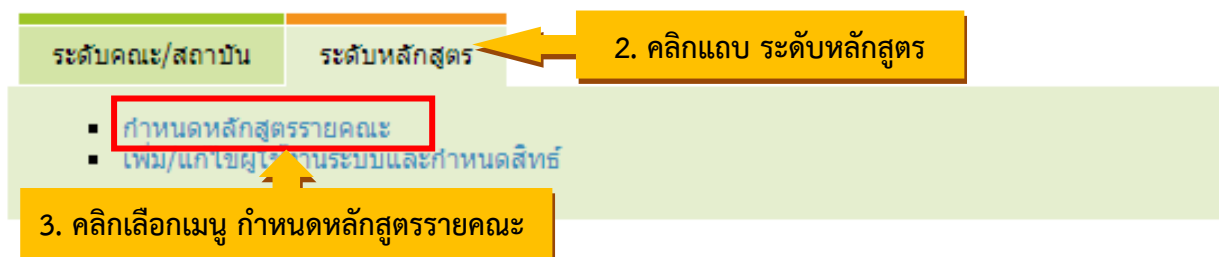 ระดับคณะ/สถาบัน ระดับหลักสูตร 2. คลิกแถบ ระดับหลักสูตร
กำหนดหลักสูตรรายคณะ
เพิ่ม/แก้ไขผู้ใช้งานระบบและกำหนดสิทธ์
3. คลิกเลือกเมนู กำหนดหลักสูตรรายคณะ